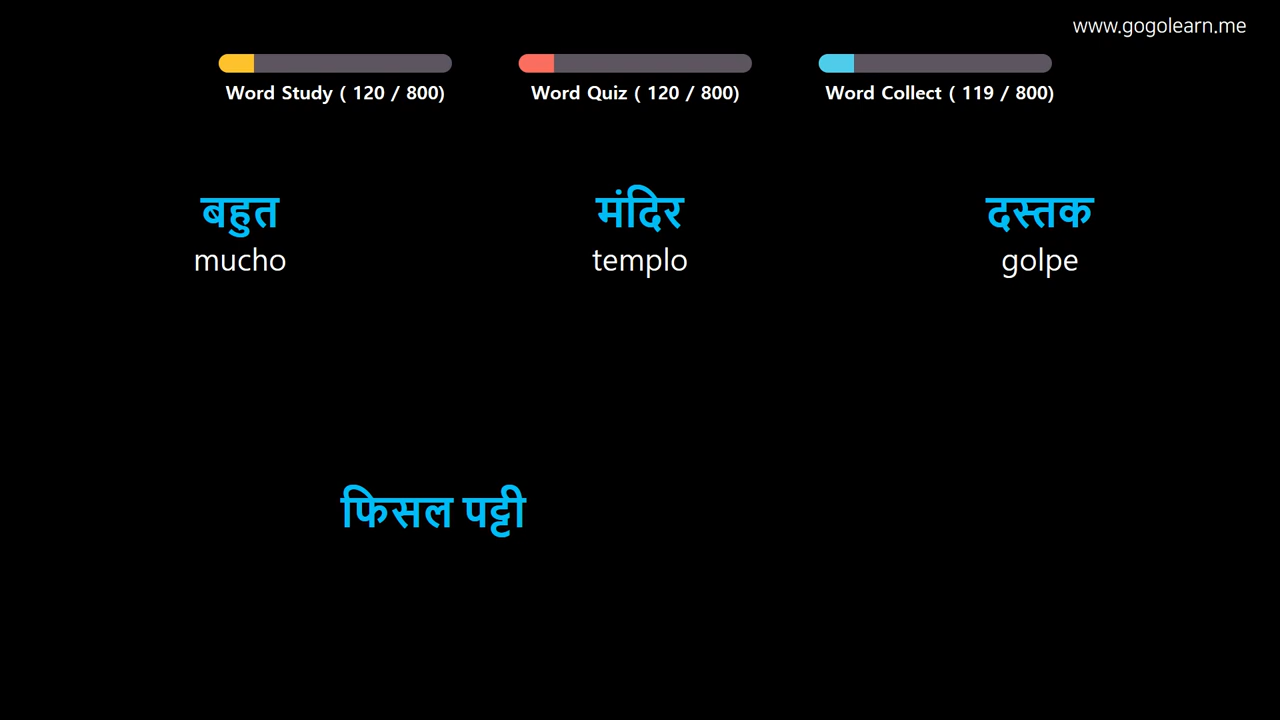 www.gogolearn.me
Word Study ( 120 / 800)
Word Quiz ( 120 / 800)
Word Collect ( 119 / 800)
बहुत
mucho
मंदिर
templo
दस्तक
golpe
फिसल पट्टी